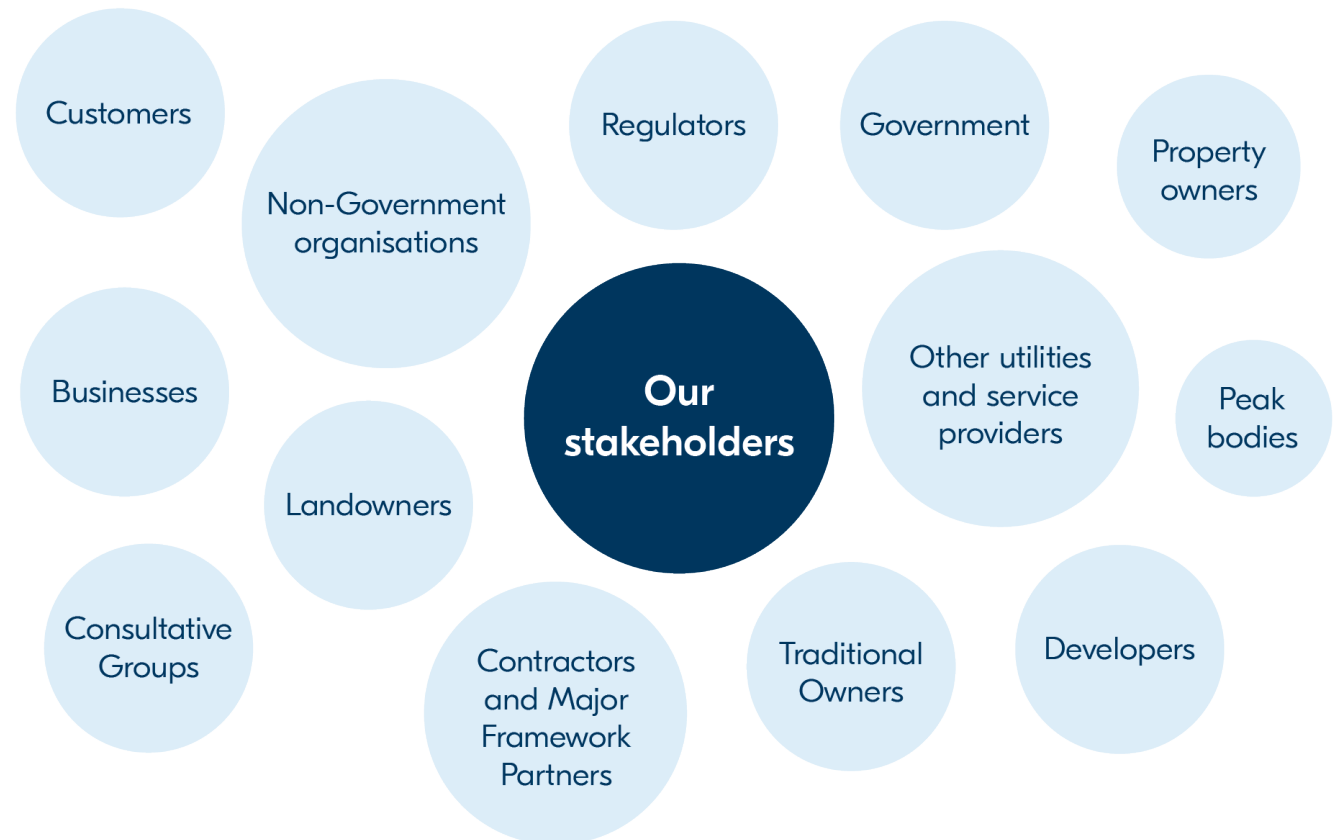 Customers
Non-Government
organisations
Regulators
Government
Property
owners
Businesses
Landowners
Our
stakeholders
Other utilities
and service
providers
Peak
bodies
Consultative
Groups
Contractors
and Major
Framework
Partners
Traditional
Owners
Developers